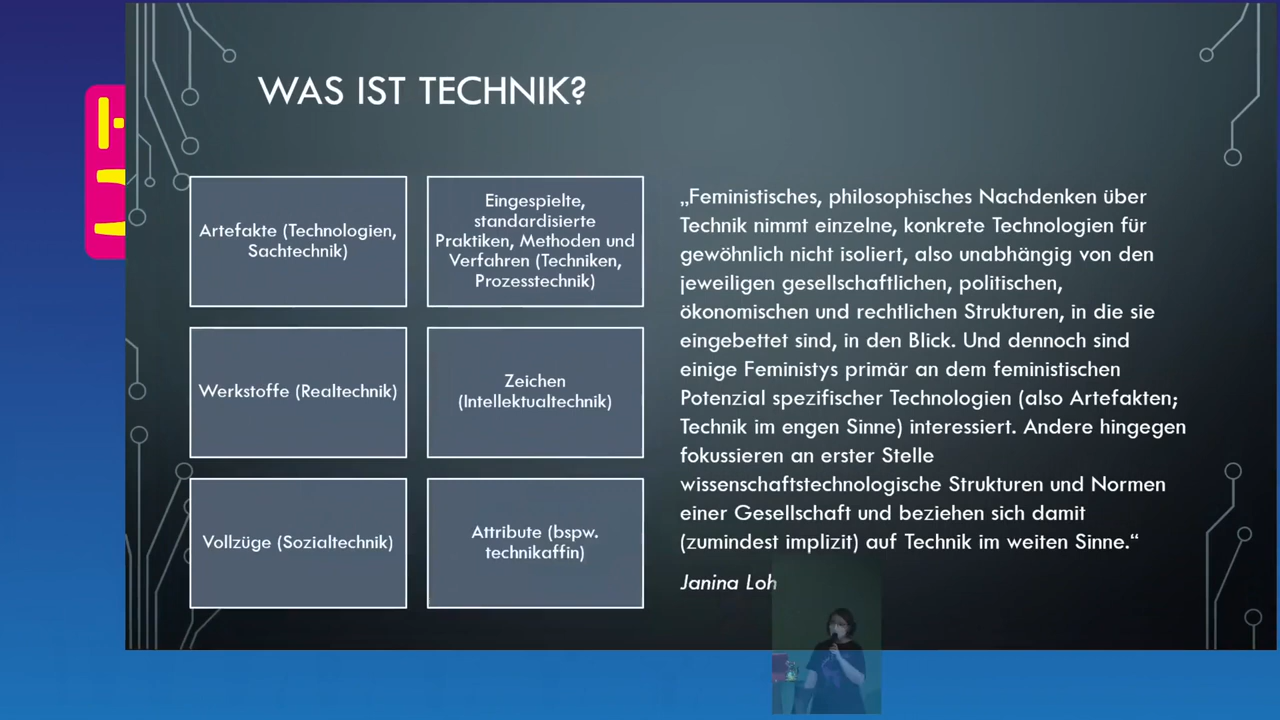 WAS IST TECHNIK?
Artefakte (Technologien,
Sachtechnik)
Eingespielte,
standardisierte
Praktiken, Methoden und
Verfahren (Techniken,
Prozesstechnik)
Werkstoffe (Realtechnik)
Zeichen
(Intellektualtechnik)
Vollzüge (Sozialtechnik)
Attribute (bspw.
technikaffin)
„Feministisches, philosophisches Nachdenken über
Technik nimmt einzelne, konkrete Technologien für
gewöhnlich nicht isoliert, also unabhängig von den
jeweiligen gesellschaftlichen, politischen,
ökonomischen und rechtlichen Strukturen, in die sie
eingebettet sind, in den Blick. Und dennoch sind
einige Feministys primär an dem feministischen
Potenzial spezifischer Technologien (also Artefakten;
Technik im engen Sinne) interessiert. Andere hingegen
fokussieren an erster Stelle
wissenschaftstechnologische Strukturen und Normen
einer Gesellschaft und beziehen sich damit
(zumindest implizit) auf Technik im weiten Sinne.“
Janina Loh